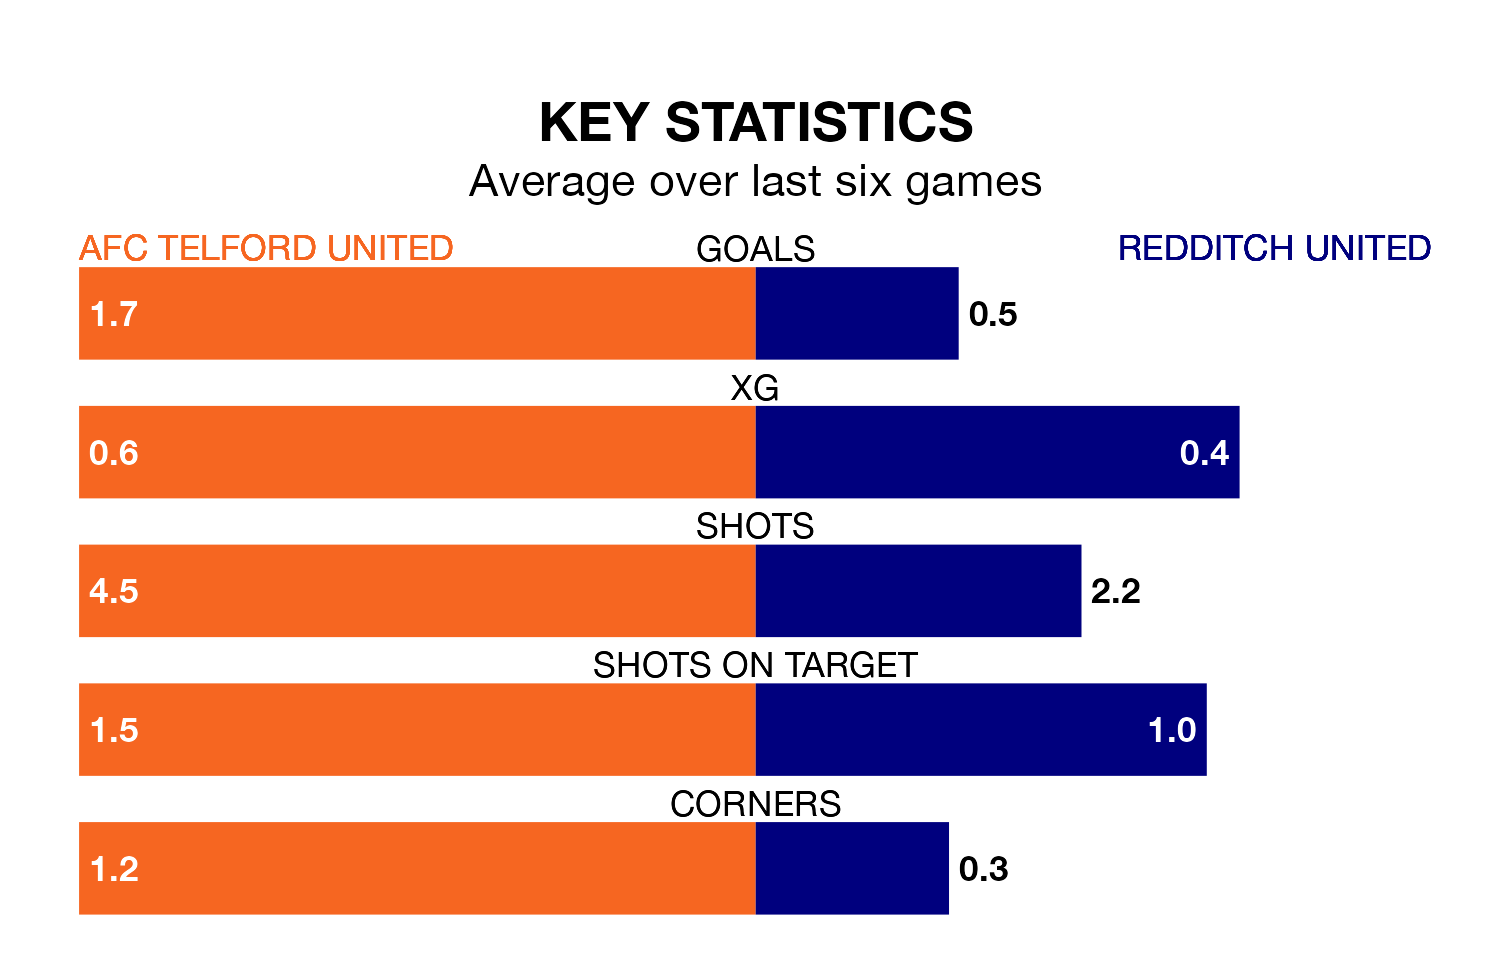 KEY STATISTICS
Average over last six games
AFC TELFORD UNITED GOALS REDDITCH UNITED
1.7 0.5
XG
0.6 0.4
SHOTS
4.5 2.2
SHOTS ON TARGET
1.5 1.0
CORNERS
1.2 0.3